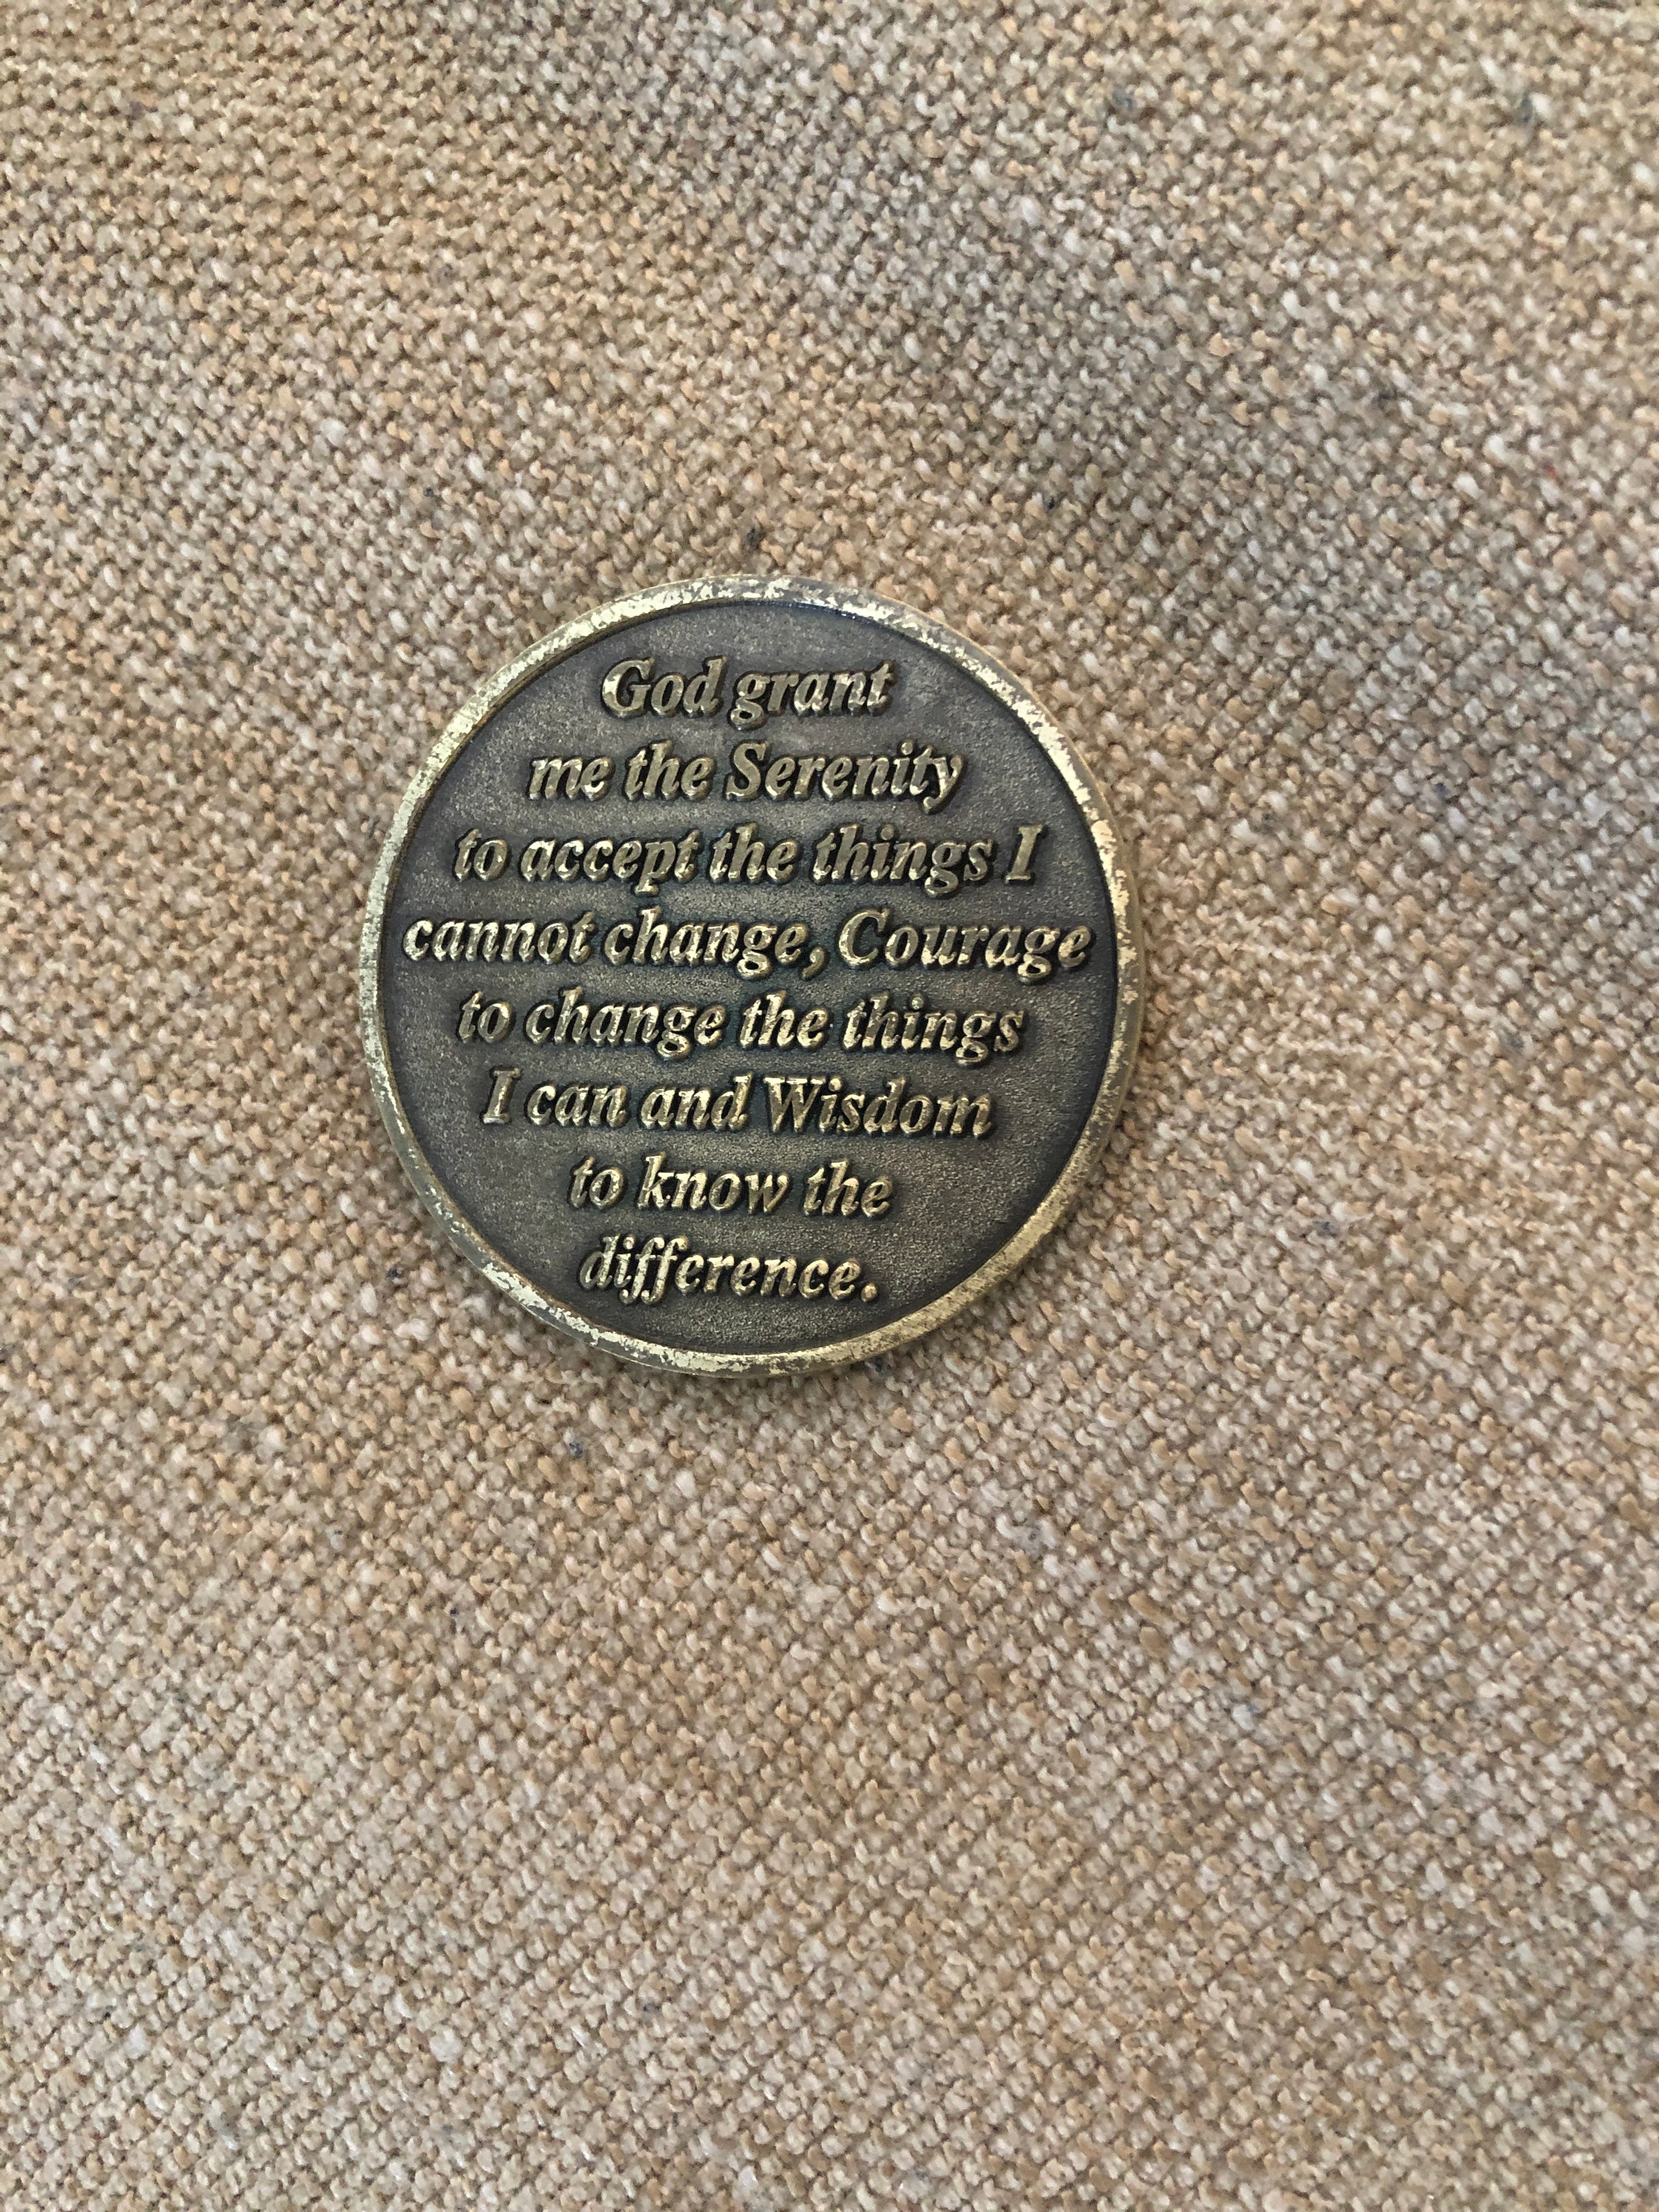 God grant
me the Serenity
to accept the things I
cannot change, Courage
to change the things
I can and Wisdom
to know the
difference.